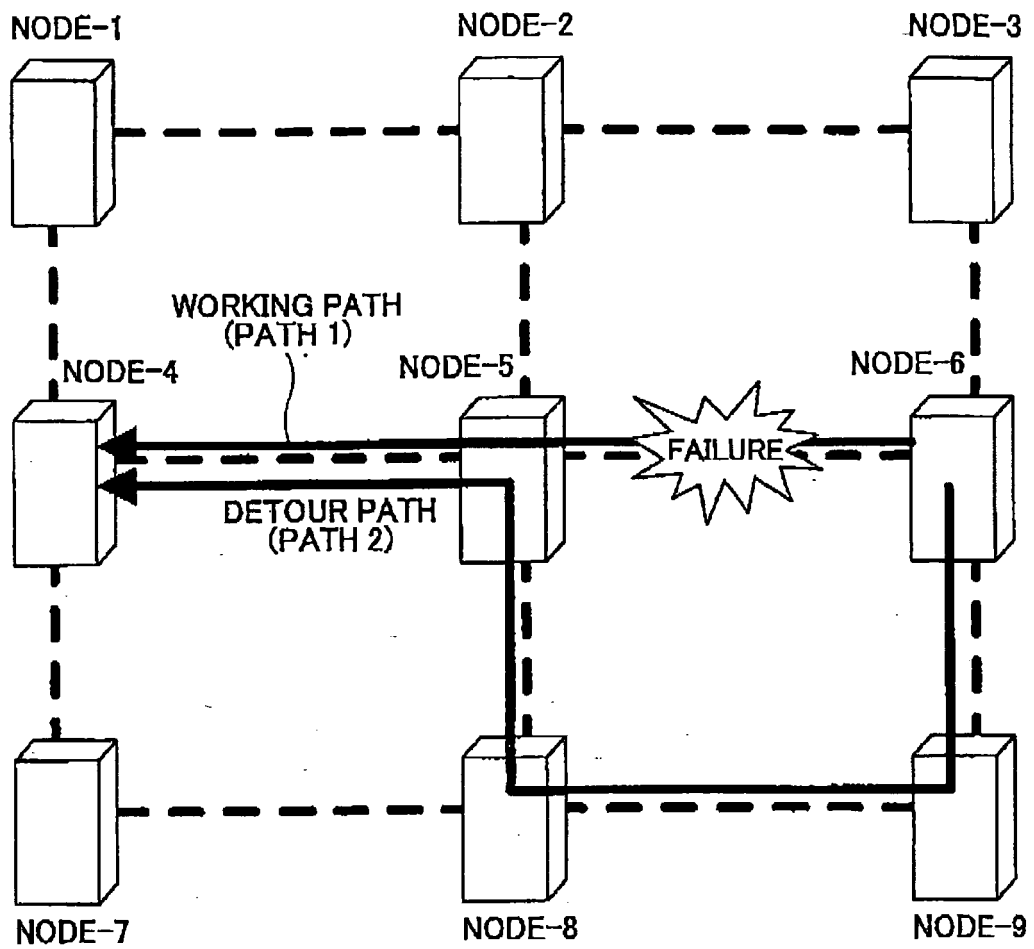 NODE-1
NODE-2
NODE-3
WORKING PATH
(PATH 1)
NODE-4
NODE-5
NODE-6
FAILURE
DETOUR PATH
(PATH 2)
NODE-7
NODE-8
NODE-9